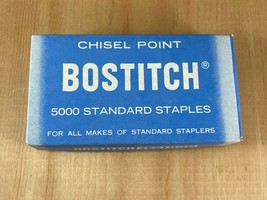 CHISEL POINT
BOSTITCH®
5000 STANDARD STAPLES
FOR ALL MAKES OF STANDARD STAPLERS